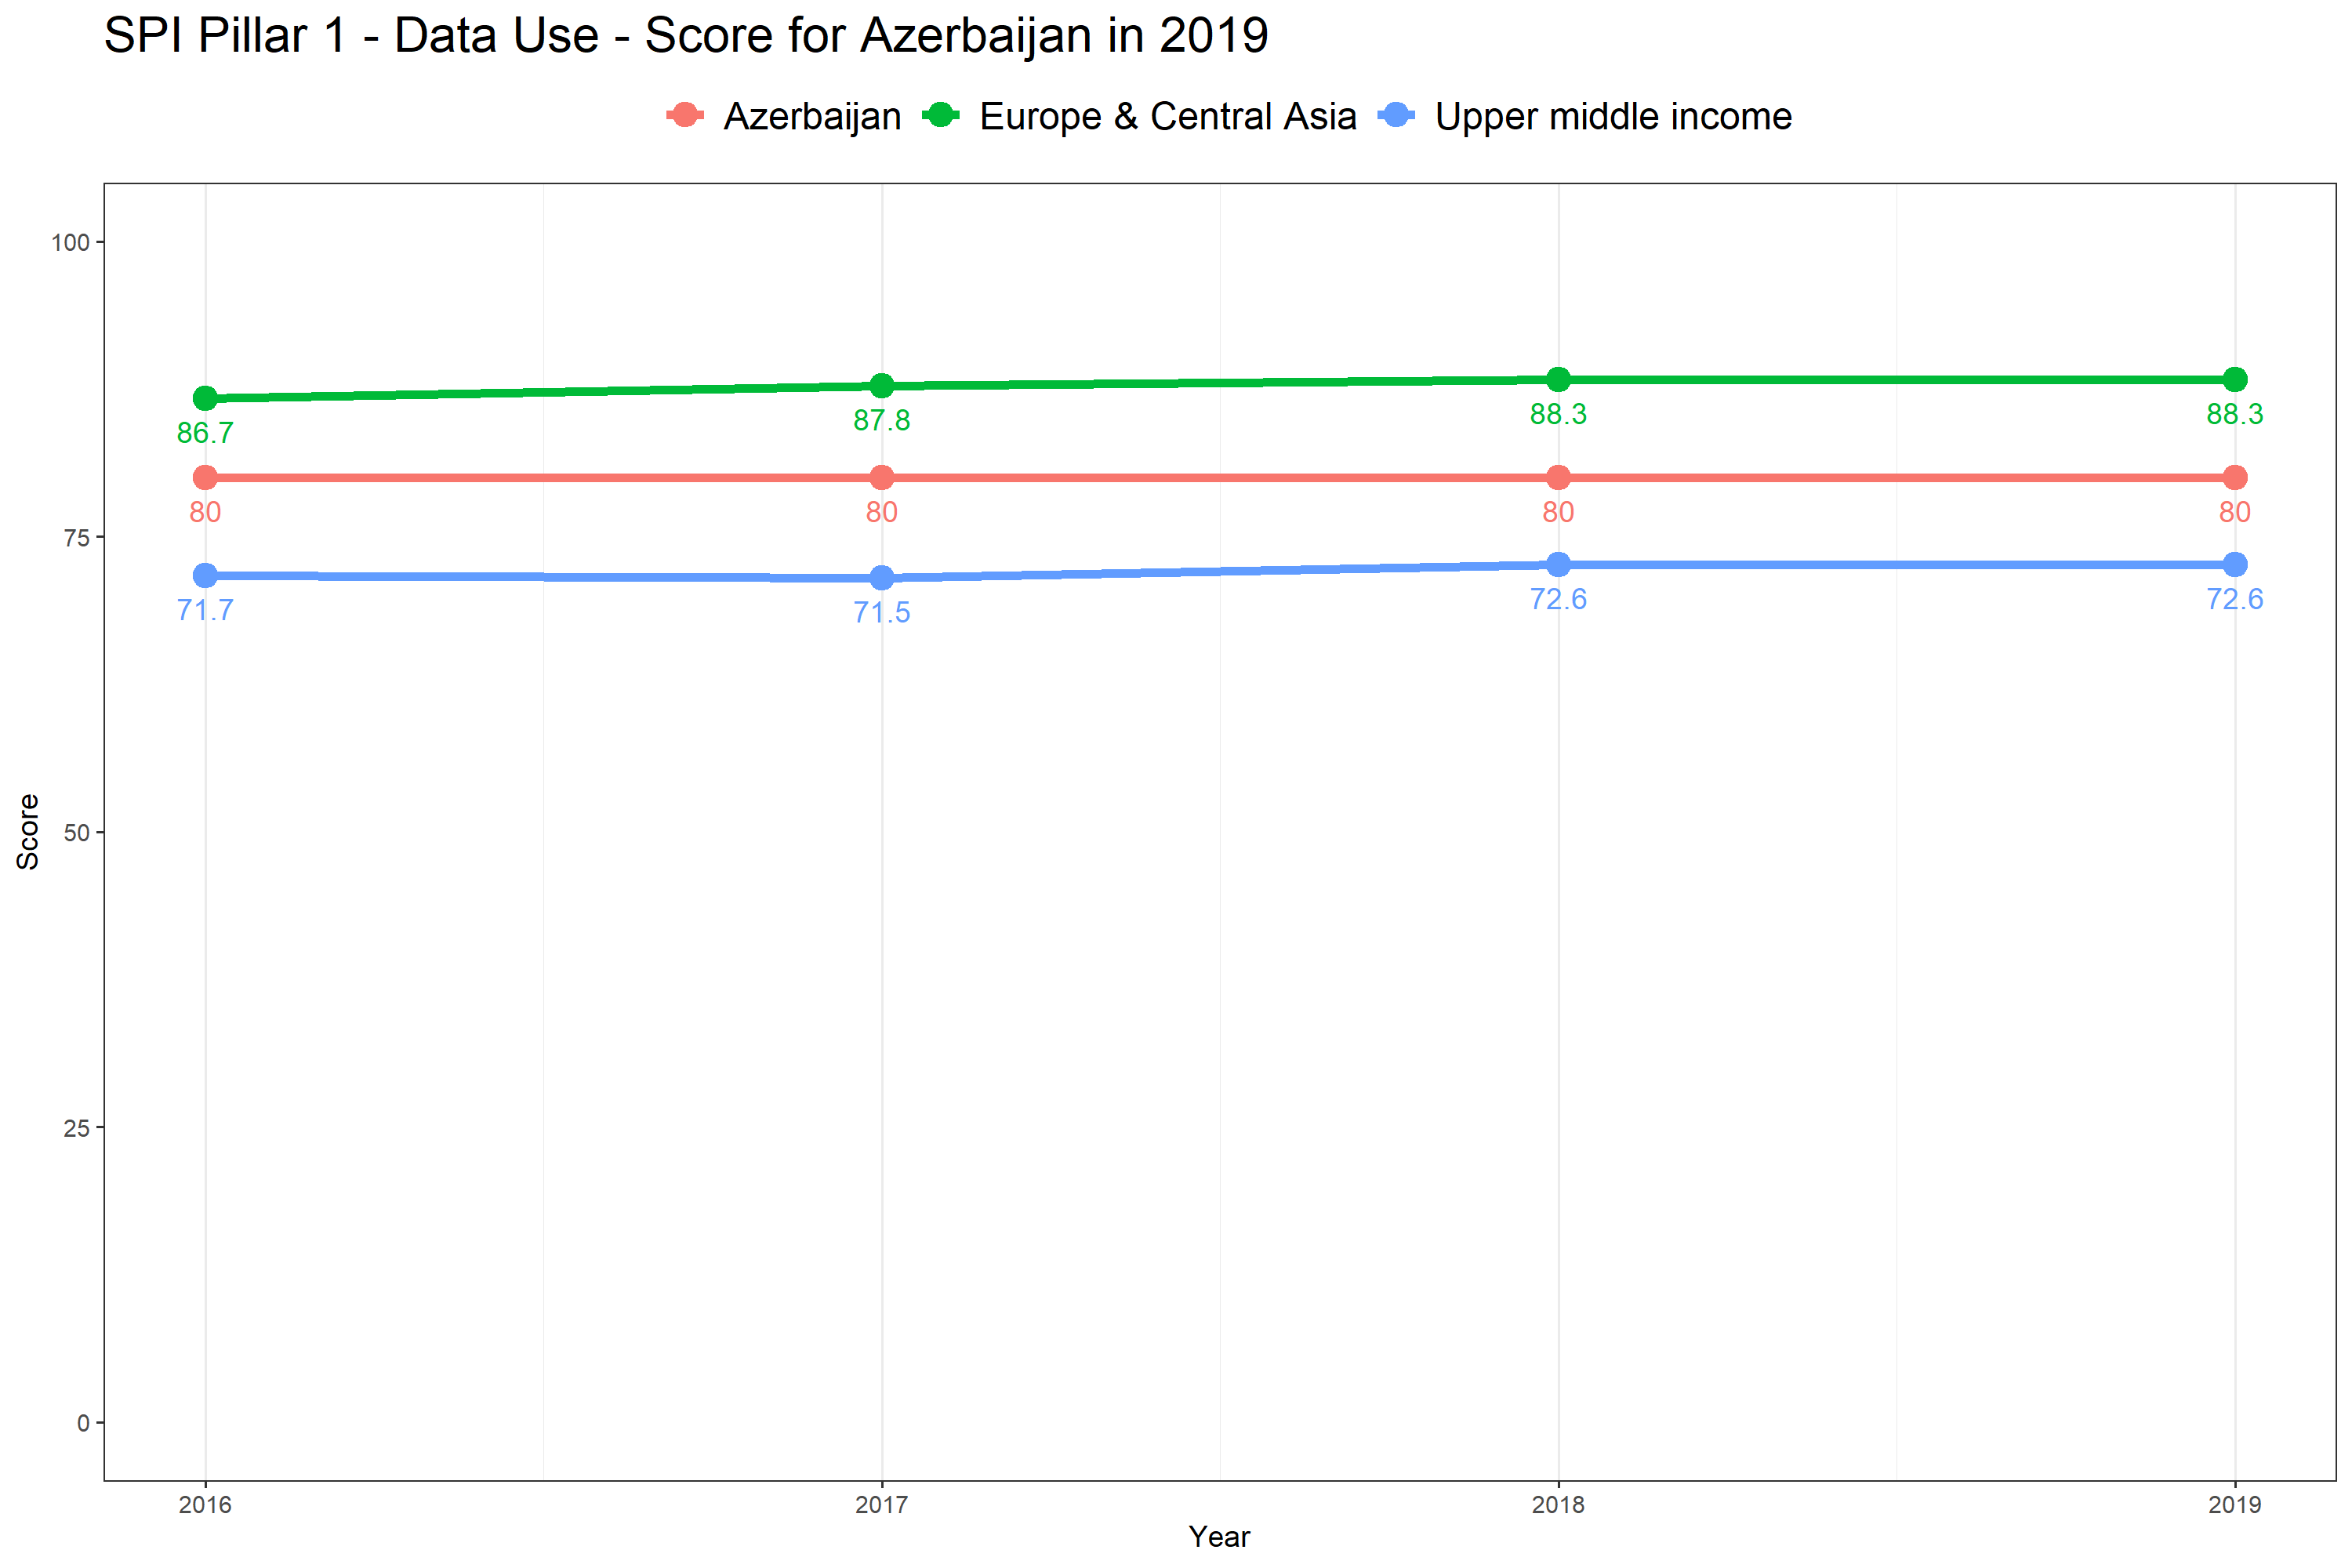 SPI Pillar 1 - Data Use - Score for Azerbaijan in 2019
Azerbaijan Europe & Central Asia Upper middle income
100
75
50
25
0
Score
86.7 87.8 88.3 88.3
80 80 80 80
71.7 71.5 72.6 72.6
2016 2017 2018 2019
Year